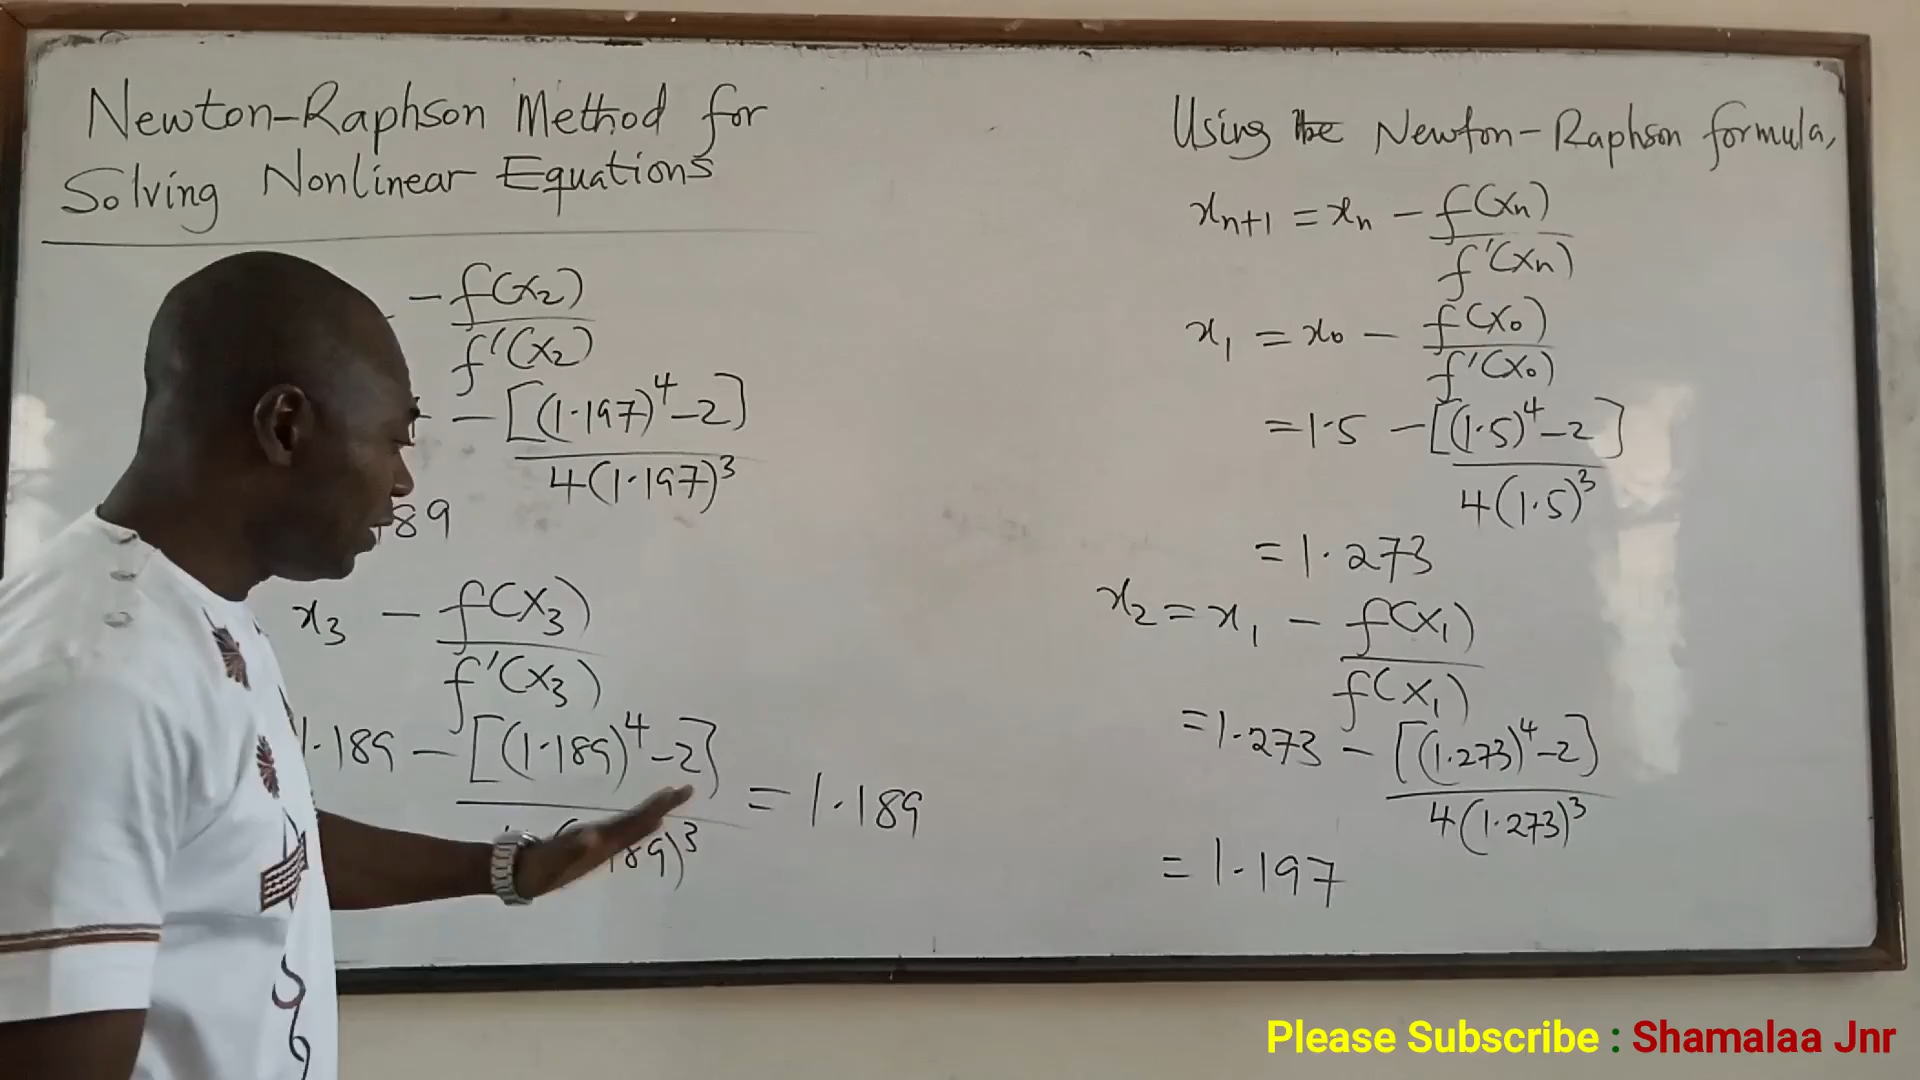 Newton-Raphson Method for
Solving Nonlinear Equations
- f(x₂)
f'(x₂)
- [(1.197)⁴-2]
4(1.197)³
89
x₃ - f(x₃)
f'(x₃)
1.189 - [(1.189)⁴-2]
89)³
= 1.189
Using the Newton-Raphson formula,
xₙ₊₁ = xₙ - f(xₙ)
f'(xₙ)
x₁ = x₀ - f(x₀)
f'(x₀)
= 1.5 - [(1.5)⁴-2]
4(1.5)³
= 1.273
x₂ = x₁ - f(x₁)
f(x₁)
= 1.273 - [(1.273)⁴-2]
4(1.273)³
= 1.197
Please Subscribe : Shamalaa Jnr